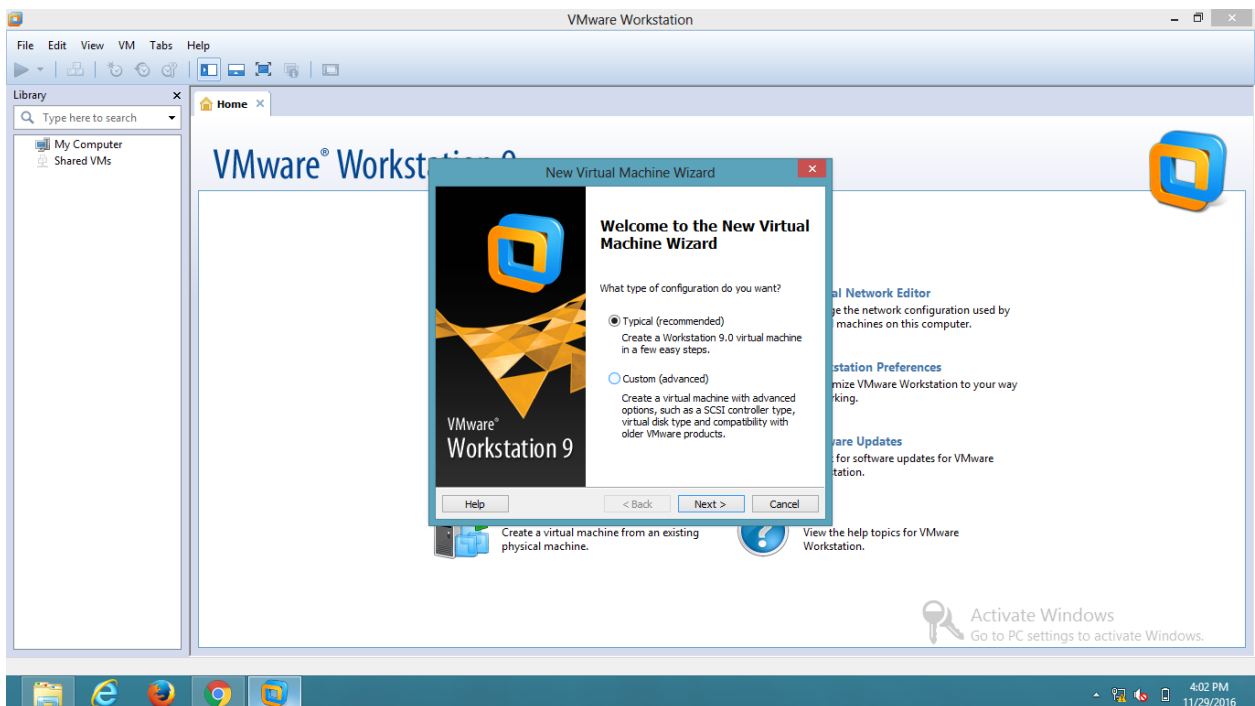 VMware Workstation
File Edit View VM Tabs Help
Library
Type here to search
My Computer
Shared VMs
Home
VMware® Workst
New Virtual Machine Wizard
Welcome to the New Virtual
Machine Wizard
What type of configuration do you want?
Typical (recommended)
Create a Workstation 9.0 virtual machine
in a few easy steps.
Custom (advanced)
Create a virtual machine with advanced
options, such as a SCSI controller type,
virtual disk type and compatibility with
older VMware products.
VMware®
Workstation 9
Help < Back Next > Cancel
al Network Editor
ge the network configuration used by
machines on this computer.
station Preferences
mize VMware Workstation to your way
rking.
ware Updates
for software updates for VMware
tation.
Create a virtual machine from an existing
physical machine.
View the help topics for VMware
Workstation.
Activate Windows
Go to PC settings to activate Windows.
4:02 PM
11/29/2016